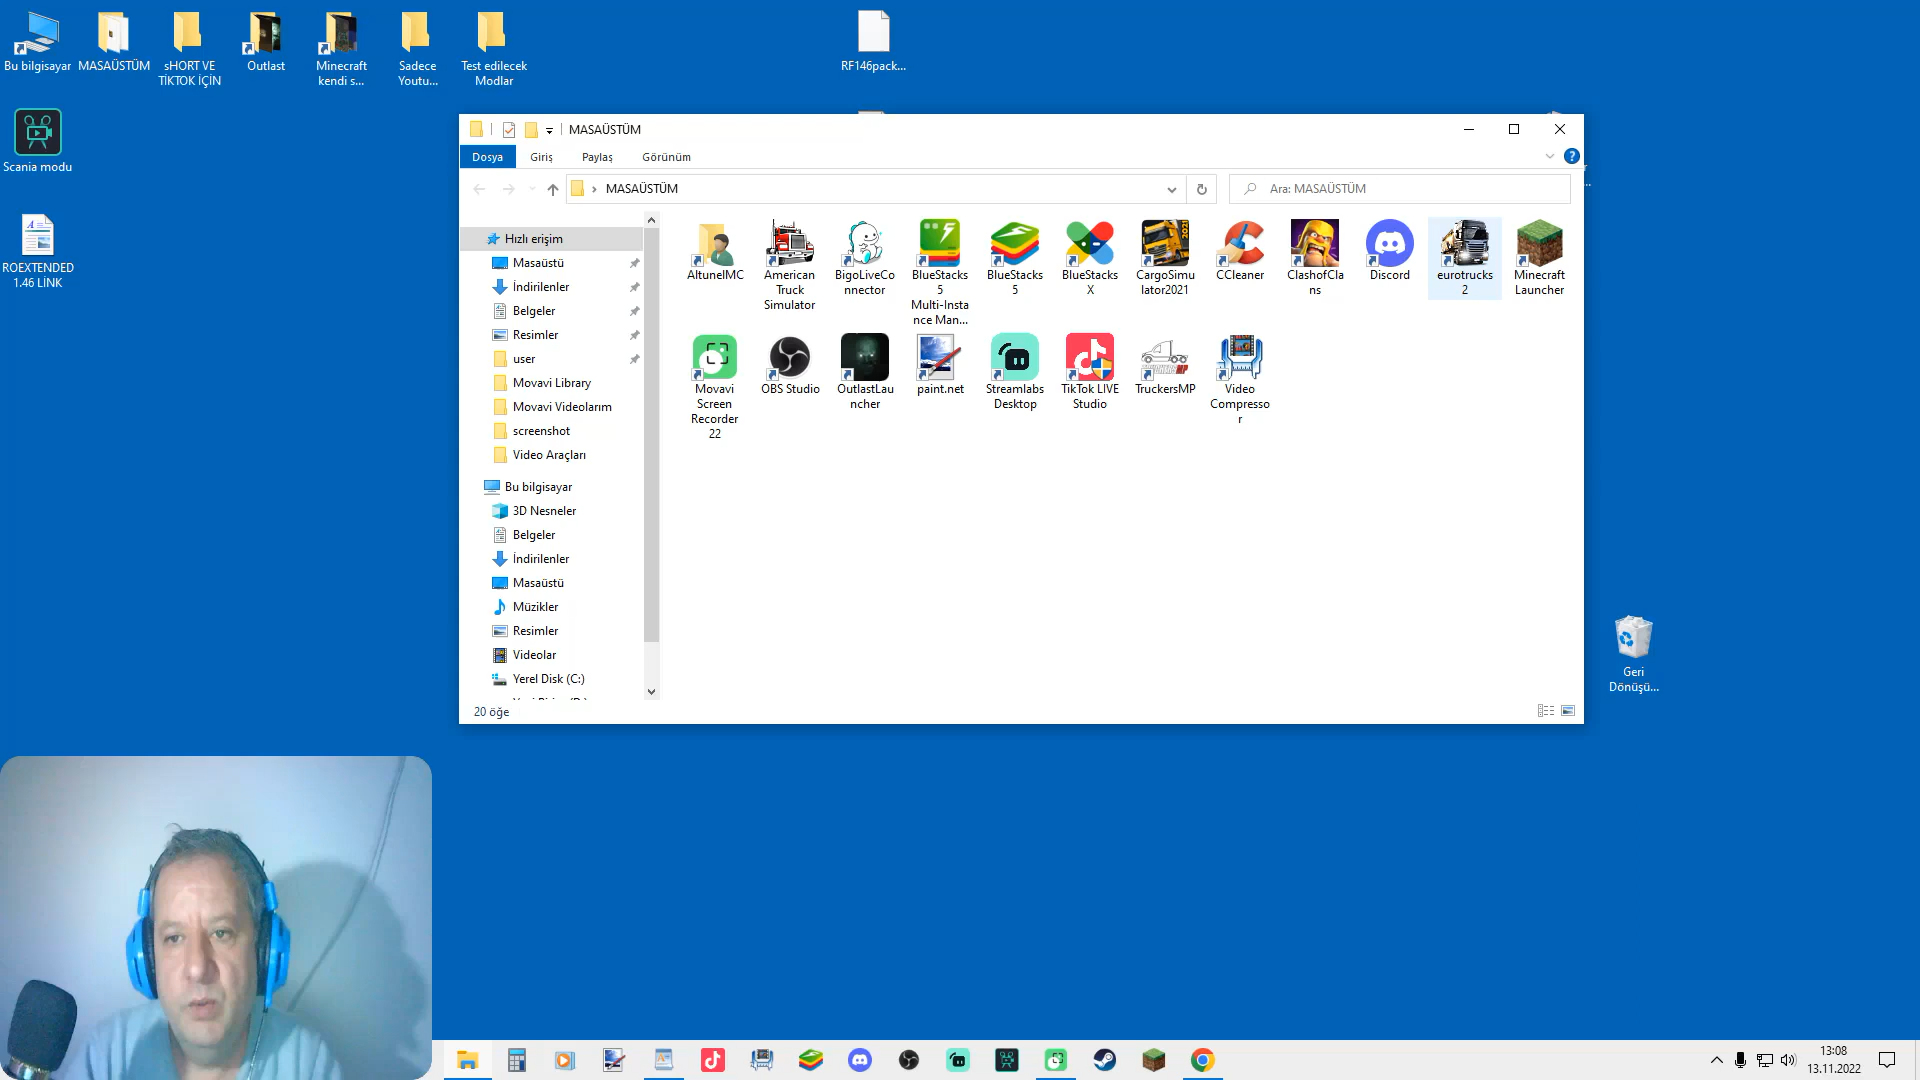 Bu bilgisayar
MASAÜSTÜM
sHORT VE
TİKTOK İÇİN
Outlast
Minecraft
kendi s...
Sadece
Youtu...
Test edilecek
Modlar
RF146pack...
Scania modu
ROEXTENDED
1.46 LİNK
MASAÜSTÜM
Dosya
Giriş
Paylaş
Görünüm
MASAÜSTÜM
Ara: MASAÜSTÜM
Hızlı erişim
Masaüstü
İndirilenler
Belgeler
Resimler
user
Movavi Library
Movavi Videolarım
screenshot
Video Araçları
Bu bilgisayar
3D Nesneler
Belgeler
İndirilenler
Masaüstü
Müzikler
Resimler
Videolar
Yerel Disk (C:)
AltunelMC
American
Truck
Simulator
BigoLiveCo
nnector
BlueStacks
5
Multi-Insta
nce Man...
BlueStacks
5
BlueStacks
X
CargoSimu
lator2021
CCleaner
ClashofCla
ns
Discord
eurotrucks
2
Minecraft
Launcher
Movavi
Screen
Recorder
22
OBS Studio
OutlastLau
ncher
paint.net
Streamlabs
Desktop
TikTok LIVE
Studio
TruckersMP
Video
Compresso
r
20 öğe
Geri
Dönüşü...
13:08
13.11.2022